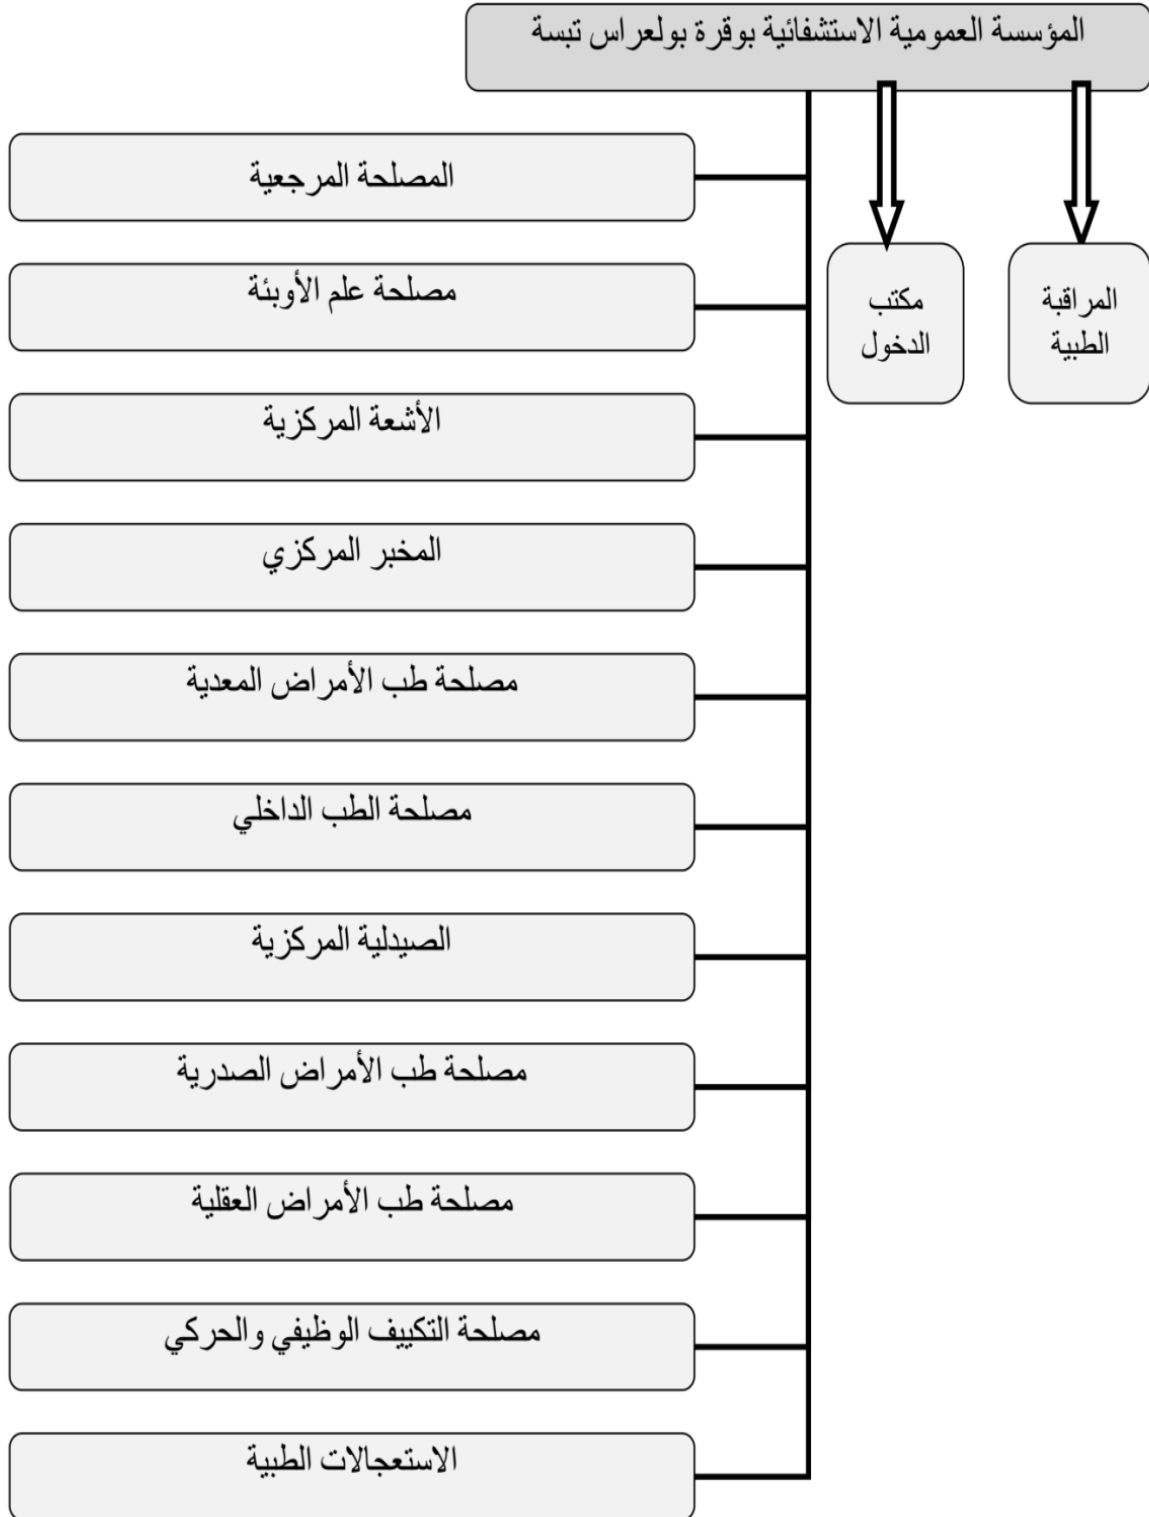 المؤسسة العمومية الاستشفائية بوقرة بولعراس تبسة
المراقبة
الطبية
مكتب
الدخول
المصلحة المرجعية
مصلحة علم الأوبئة
الأشعة المركزية
المخبر المركزي
مصلحة طب الأمراض المعدية
مصلحة الطب الداخلي
الصيدلية المركزية
مصلحة طب الأمراض الصدرية
مصلحة طب الأمراض العقلية
مصلحة التكييف الوظيفي والحركي
الاستعجالات الطبية